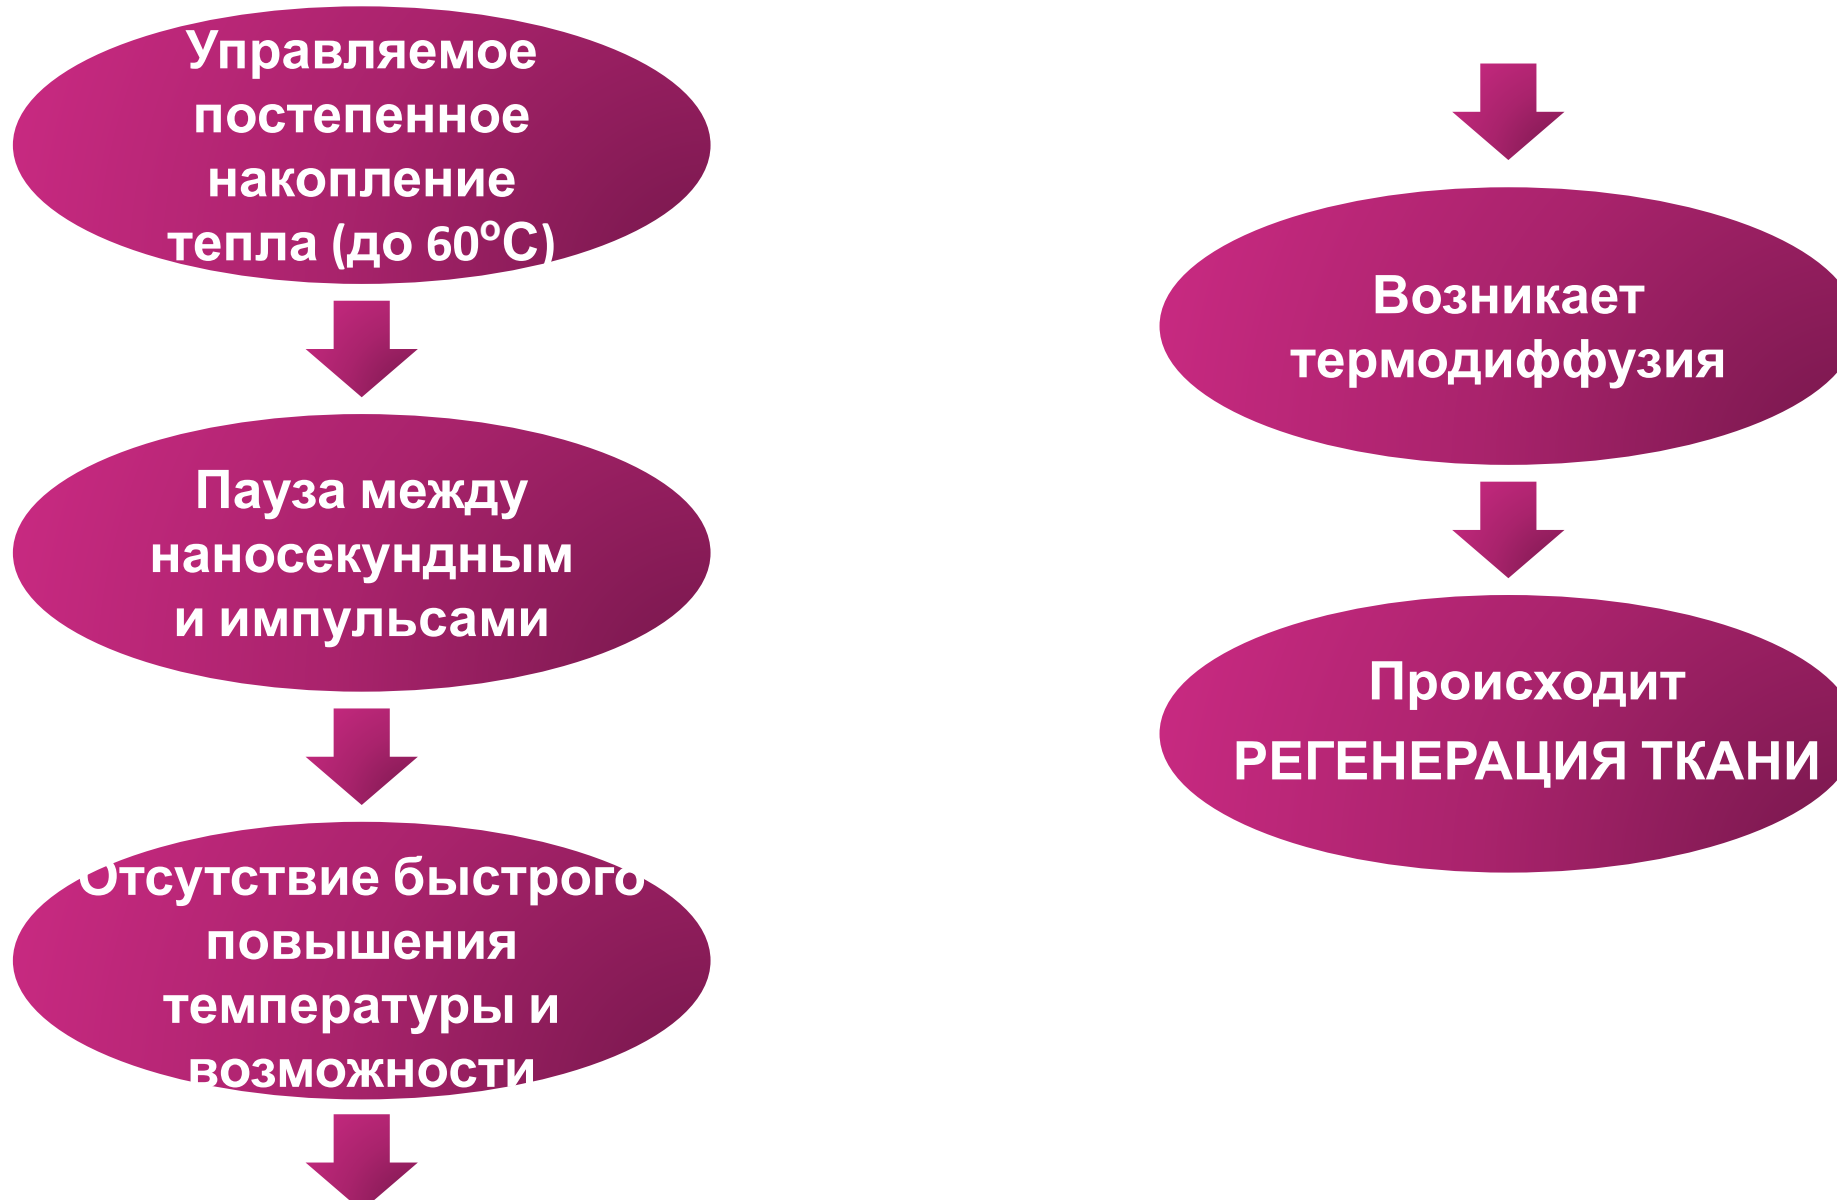 Управляемое
постепенное
накопление
тепла (до 60⁰С)
Пауза между
наносекундным
и импульсами
Отсутствие быстрого
повышения
температуры и
возможности
Возникает
термодиффузия
Происходит
РЕГЕНЕРАЦИЯ ТКАНИ